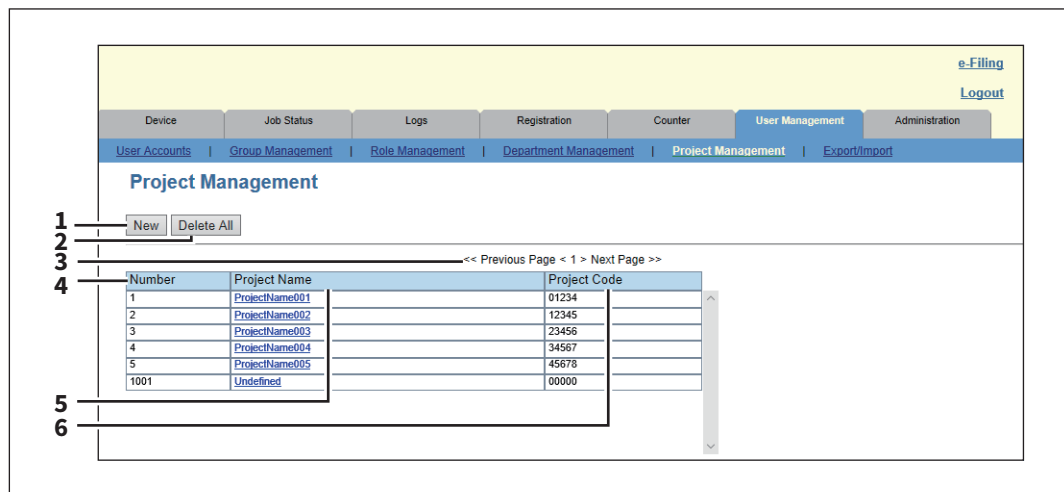 e-Filing
Logout
Device Job Status Logs Registration Counter User Management Administration
User Accounts | Group Management | Role Management | Department Management | Project Management | Export/Import
Project Management
1
New Delete All
2
3
<< Previous Page < 1 > Next Page >>
4
Number Project Name Project Code
1 ProjectName001 01234
2 ProjectName002 12345
3 ProjectName003 23456
4 ProjectName004 34567
5 ProjectName005 45678
1001 Undefined 00000
5
6